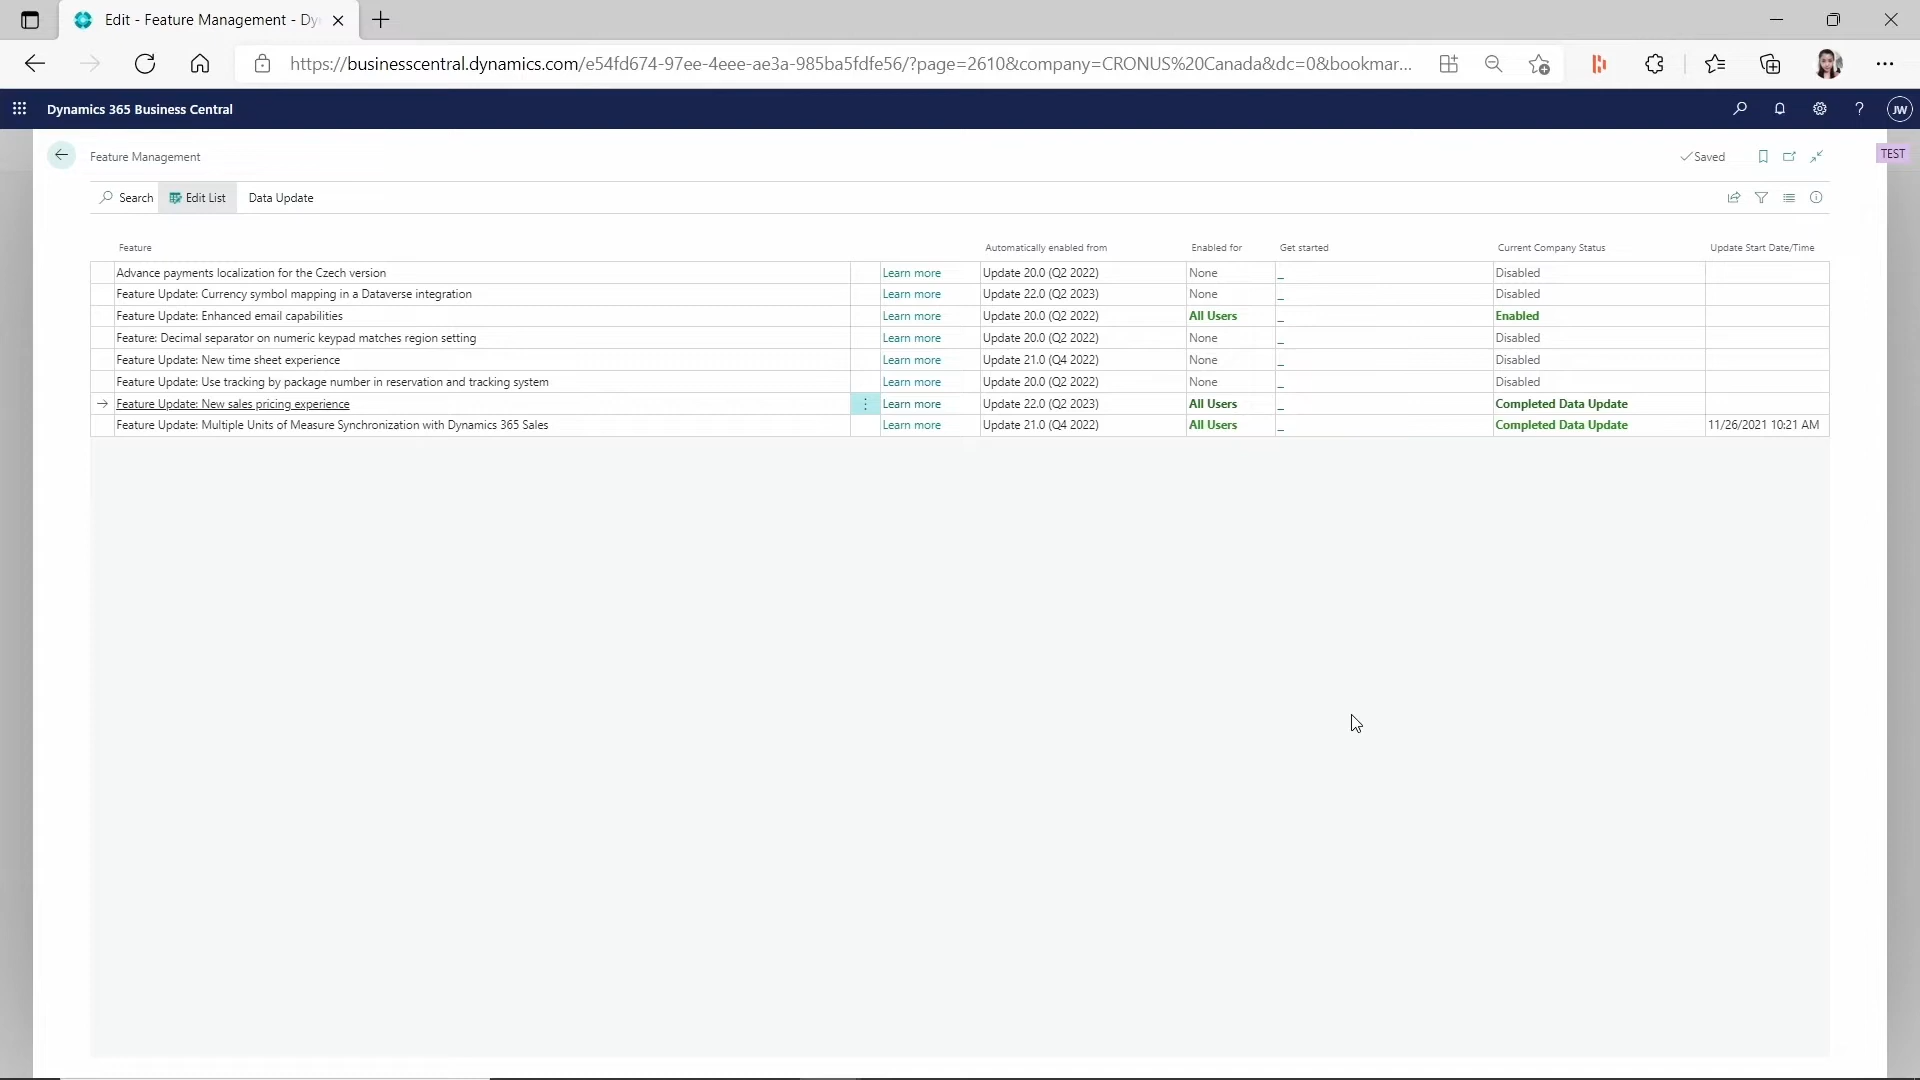 Edit - Feature Management - Dy
https://businesscentral.dynamics.com/e54fd674-97ee-4eee-ae3a-985ba5fdfe56/?page=2610&company=CRONUS%20Canada&dc=0&bookmar...
Dynamics 365 Business Central
? JW
Feature Management
Saved
TEST
Search Edit List Data Update
Feature Automatically enabled from Enabled for Get started Current Company Status Update Start Date/Time
Advance payments localization for the Czech version Learn more Update 20.0 (Q2 2022) None _ Disabled
Feature Update: Currency symbol mapping in a Dataverse integration Learn more Update 22.0 (Q2 2023) None _ Disabled
Feature Update: Enhanced email capabilities Learn more Update 20.0 (Q2 2022) All Users _ Enabled
Feature: Decimal separator on numeric keypad matches region setting Learn more Update 20.0 (Q2 2022) None _ Disabled
Feature Update: New time sheet experience Learn more Update 21.0 (Q4 2022) None _ Disabled
Feature Update: Use tracking by package number in reservation and tracking system Learn more Update 20.0 (Q2 2022) None _ Disabled
Feature Update: New sales pricing experience Learn more Update 22.0 (Q2 2023) All Users _ Completed Data Update
Feature Update: Multiple Units of Measure Synchronization with Dynamics 365 Sales Learn more Update 21.0 (Q4 2022) All Users _ Completed Data Update 11/26/2021 10:21 AM